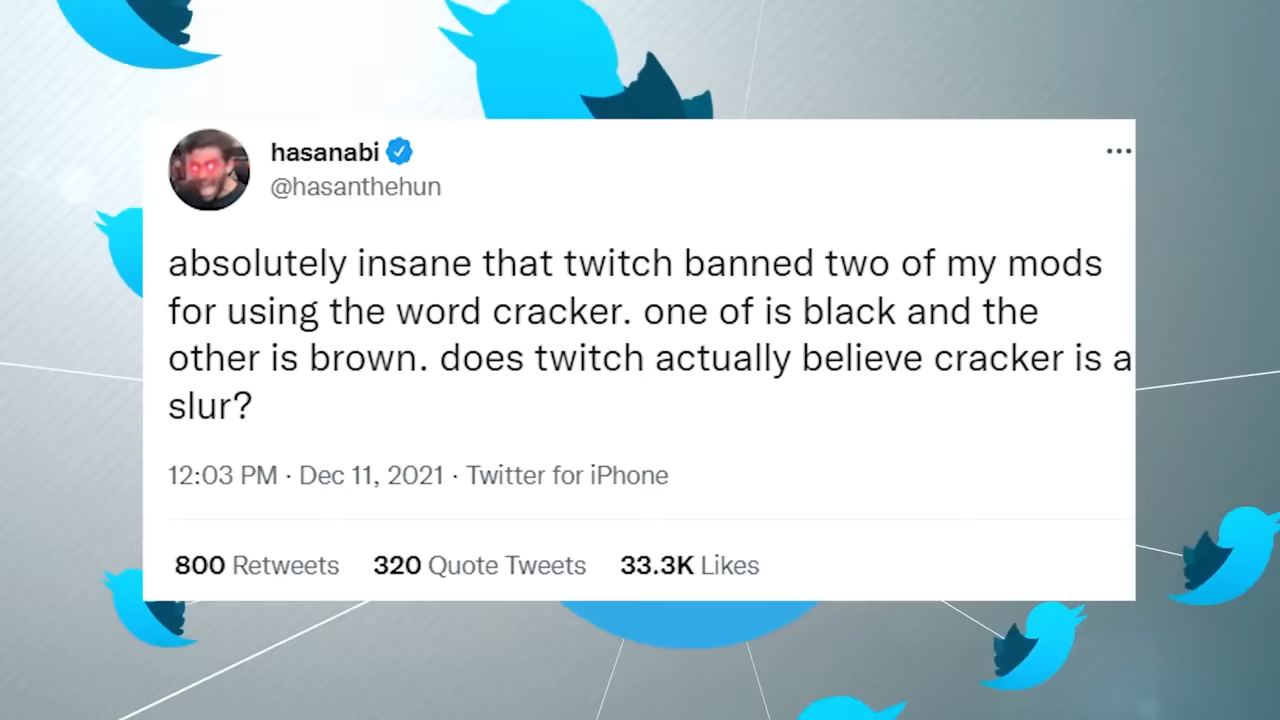 hasanabi
@hasanthehun
absolutely insane that twitch banned two of my mods
for using the word cracker. one of is black and the
other is brown. does twitch actually believe cracker is a
slur?
12:03 PM · Dec 11, 2021 · Twitter for iPhone
800 Retweets 320 Quote Tweets 33.3K Likes